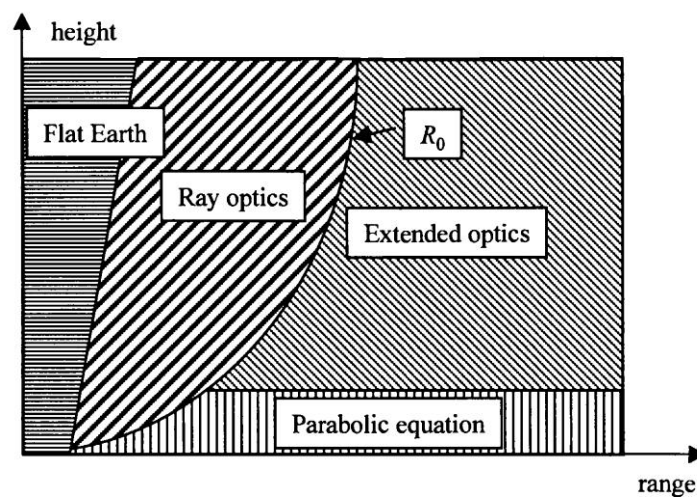 height
Flat Earth
R0
Ray optics
Extended optics
Parabolic equation
range